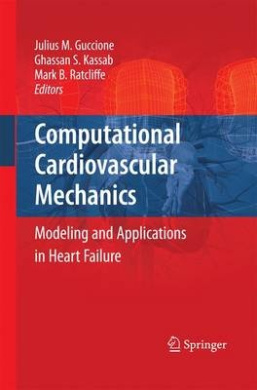 Julius M. Guccione
Ghassan S. Kassab
Mark B. Ratcliffe
Editors
Computational
Cardiovascular
Mechanics
Modeling and Applications
in Heart Failure
Springer